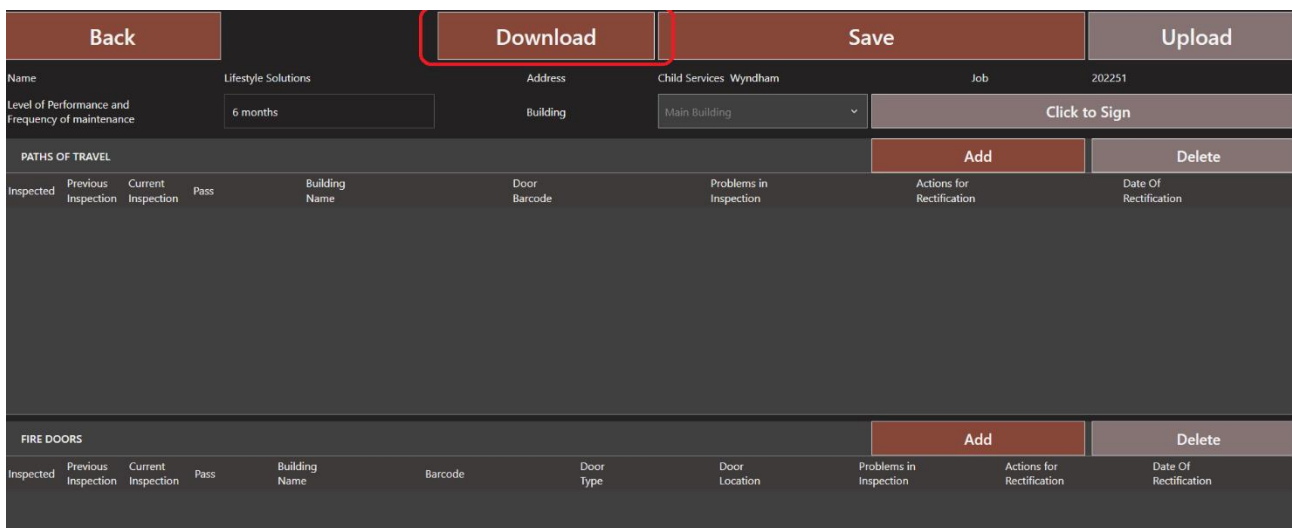 Back Download Save Upload
Name Lifestyle Solutions Address Child Services Wyndham Job 202251
Level of Performance and
Frequency of maintenance 6 months Building Main Building Click to Sign
PATHS OF TRAVEL Add Delete
Inspected Previous Current Pass Building Door Problems in Actions for Date Of
Inspection Inspection Name Barcode Inspection Rectification Rectification
FIRE DOORS Add Delete
Inspected Previous Current Pass Building Barcode Door Door Problems in Actions for Date Of
Inspection Inspection Name Type Location Inspection Rectification Rectification